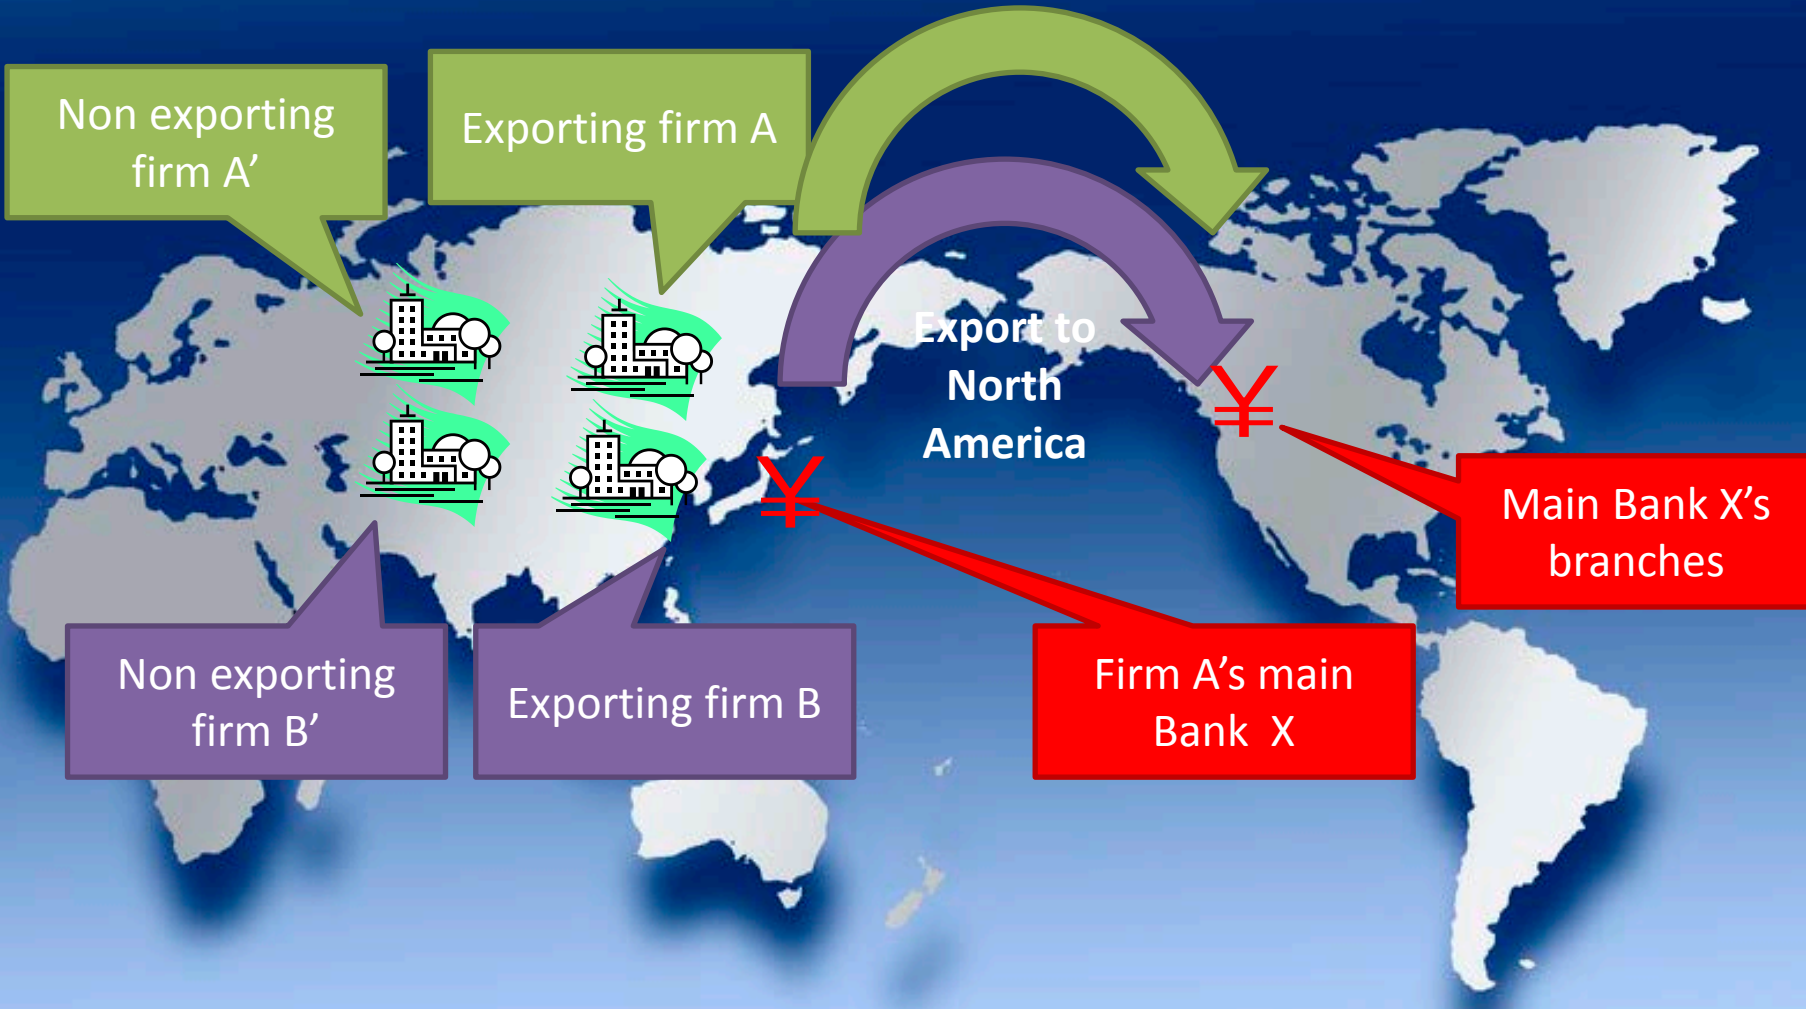 Non exporting
firm A’
Exporting firm A
Export to
North
America
¥
¥
Main Bank X’s
branches
Non exporting
firm B’
Exporting firm B
Firm A’s main
Bank  X